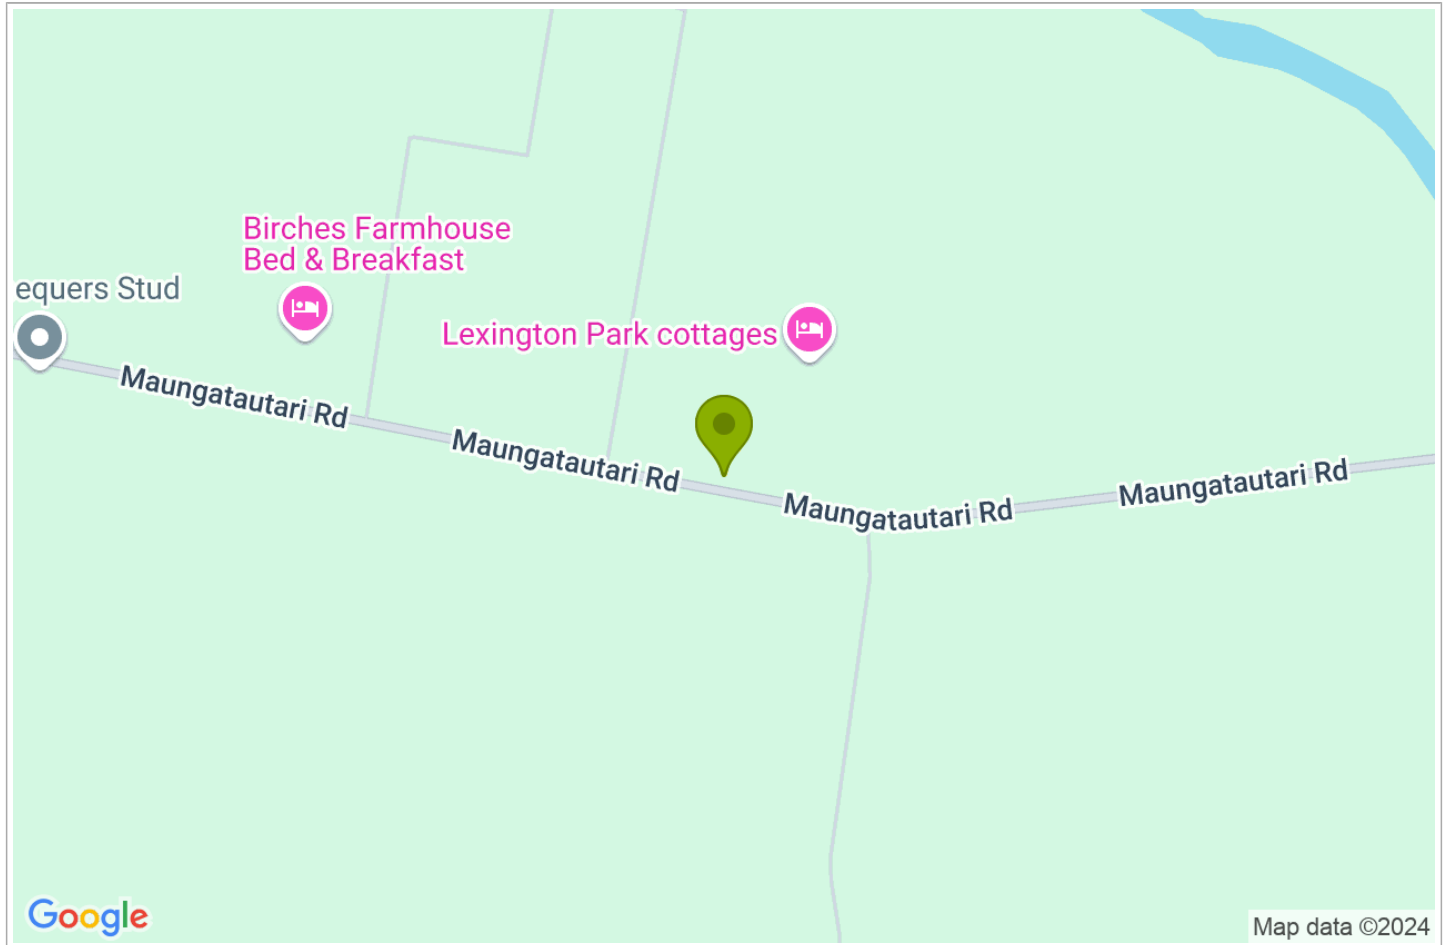 Birches Farmhouse
Bed & Breakfast
equers Stud
Lexington Park cottages
Maungatautari Rd
Maungatautari Rd
Maungatautari Rd
Maungatautari Rd
Google
Map data ©2024